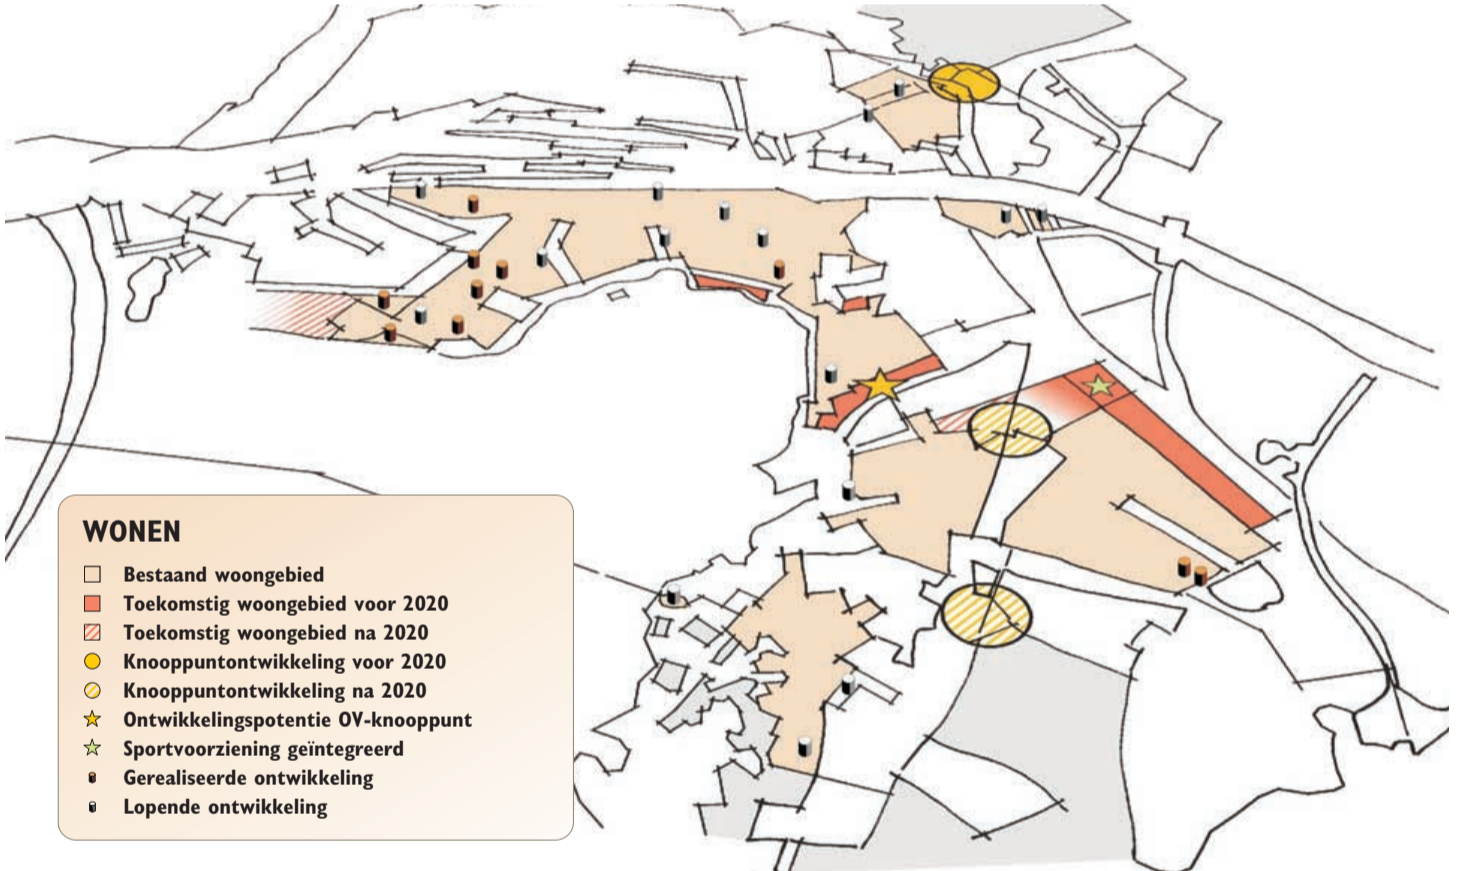 WONEN
Bestaand woongebied
Toekomstig woongebied voor 2020
Toekomstig woongebied na 2020
Knooppuntontwikkeling voor 2020
Knooppuntontwikkeling na 2020
Ontwikkelingspotentie OV-knooppunt
Sportvoorziening geïntegreerd
Gerealiseerde ontwikkeling
Lopende ontwikkeling